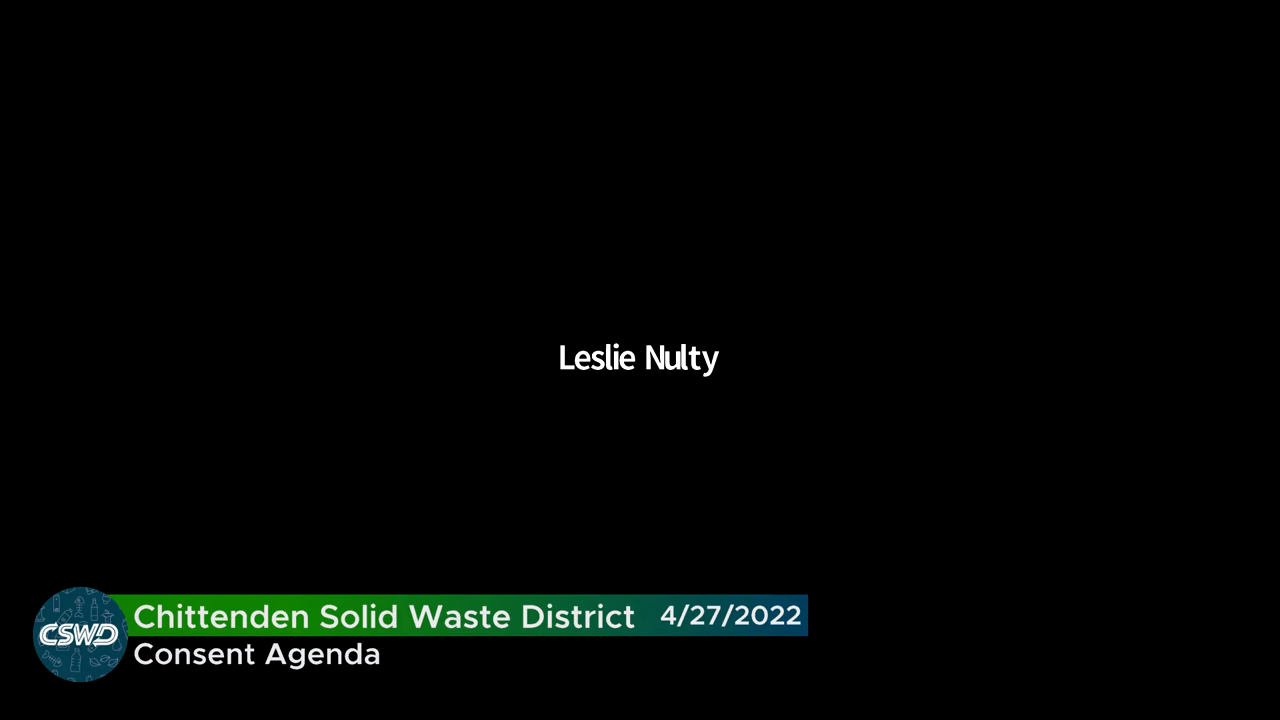 Leslie Nulty
Chittenden Solid Waste District 4/27/2022
CSWD
Consent Agenda